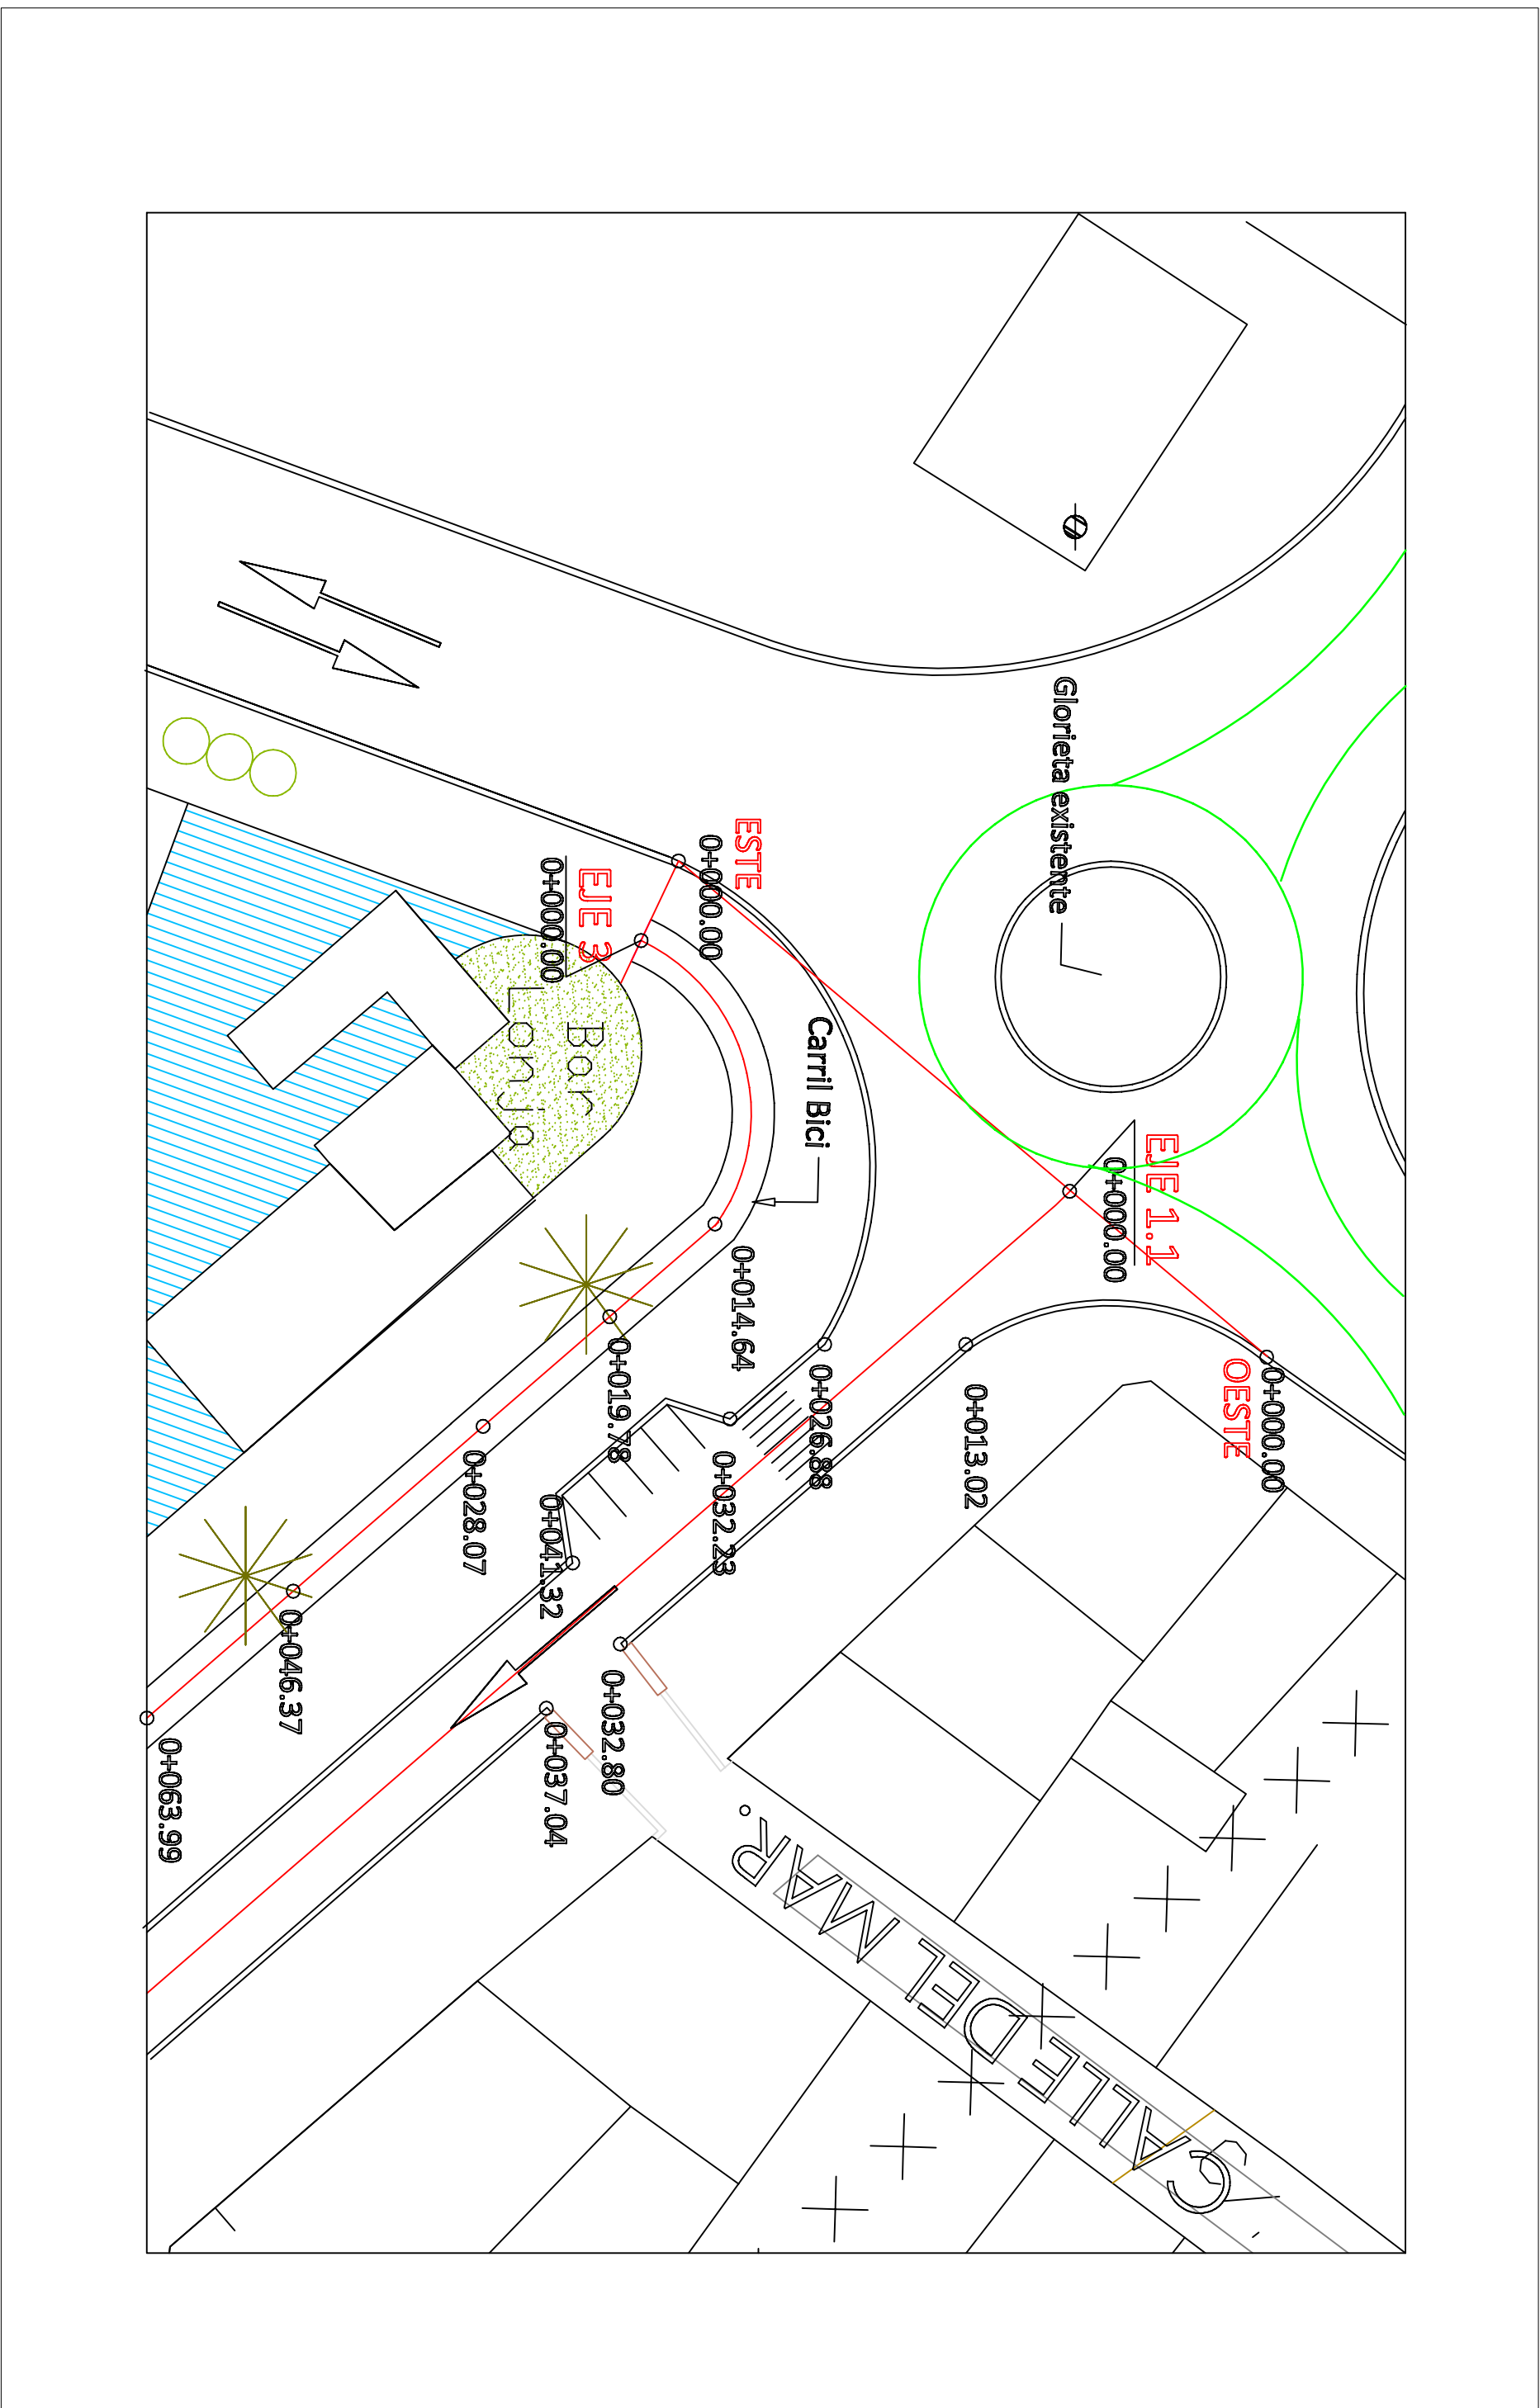 Glorieta existente
EJE 1.1
0+000.00
OESTE
0+000.00
0+013.02
ESTE
0+000.00
EJE 3
0+000.00
Carril Bici
Bar
Lonja
0+014.64
0+026.88
0+019.78
0+032.23
0+028.07
0+041.32
0+032.80
0+037.04
0+046.37
0+063.99
CALLE DEL MAR.